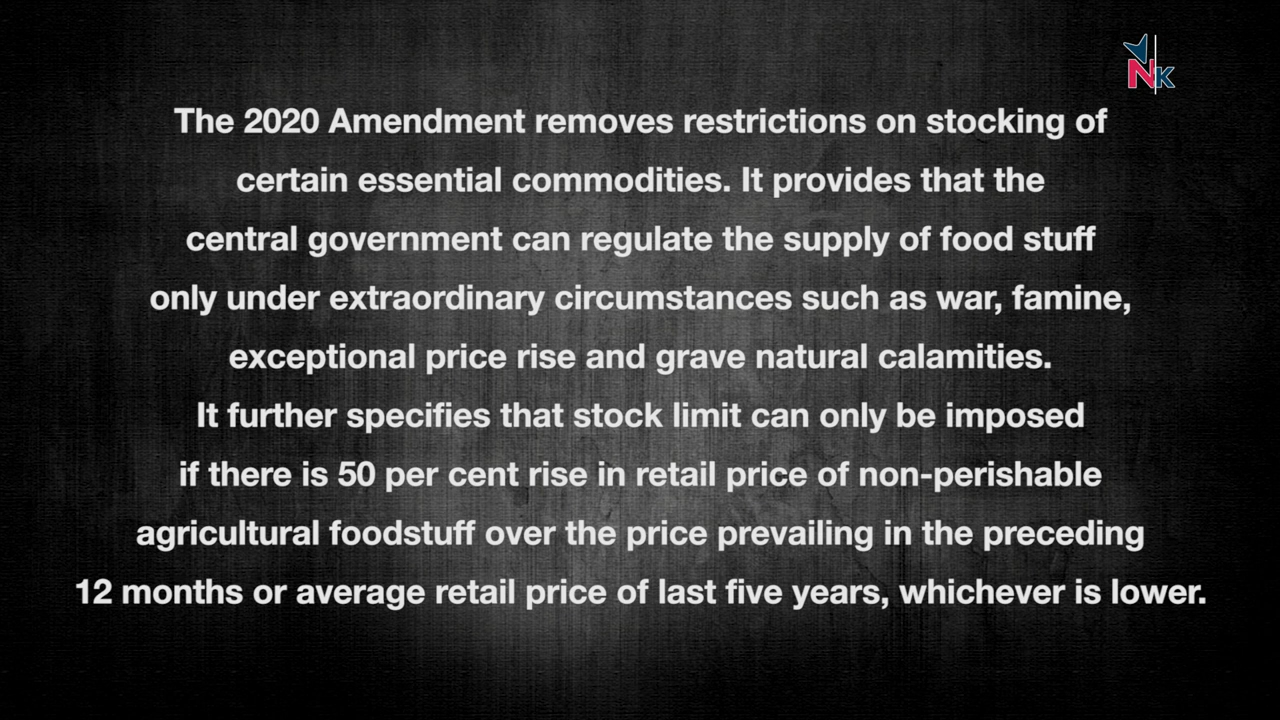 NK
The 2020 Amendment removes restrictions on stocking of
certain essential commodities. It provides that the
central government can regulate the supply of food stuff
only under extraordinary circumstances such as war, famine,
exceptional price rise and grave natural calamities.
It further specifies that stock limit can only be imposed
if there is 50 per cent rise in retail price of non-perishable
agricultural foodstuff over the price prevailing in the preceding
12 months or average retail price of last five years, whichever is lower.